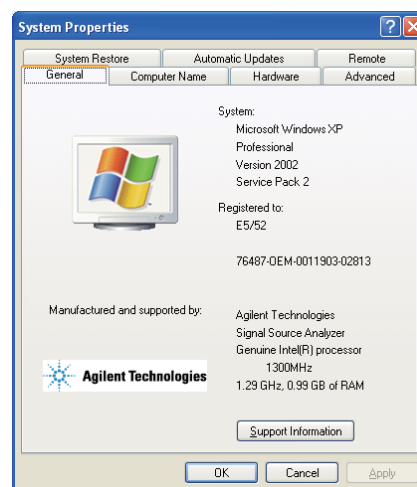 System Properties
System Restore
Automatic Updates
Remote
General
Computer Name
Hardware
Advanced
System:
Microsoft Windows XP
Professional
Version 2002
Service Pack 2
Registered to:
E5/52
76487-OEM-0011903-02813
Manufactured and supported by:
Agilent Technologies
Agilent Technologies
Signal Source Analyzer
Genuine Intel(R) processor
1300MHz
1.29 GHz, 0.99 GB of RAM
Support Information
OK
Cancel
Apply